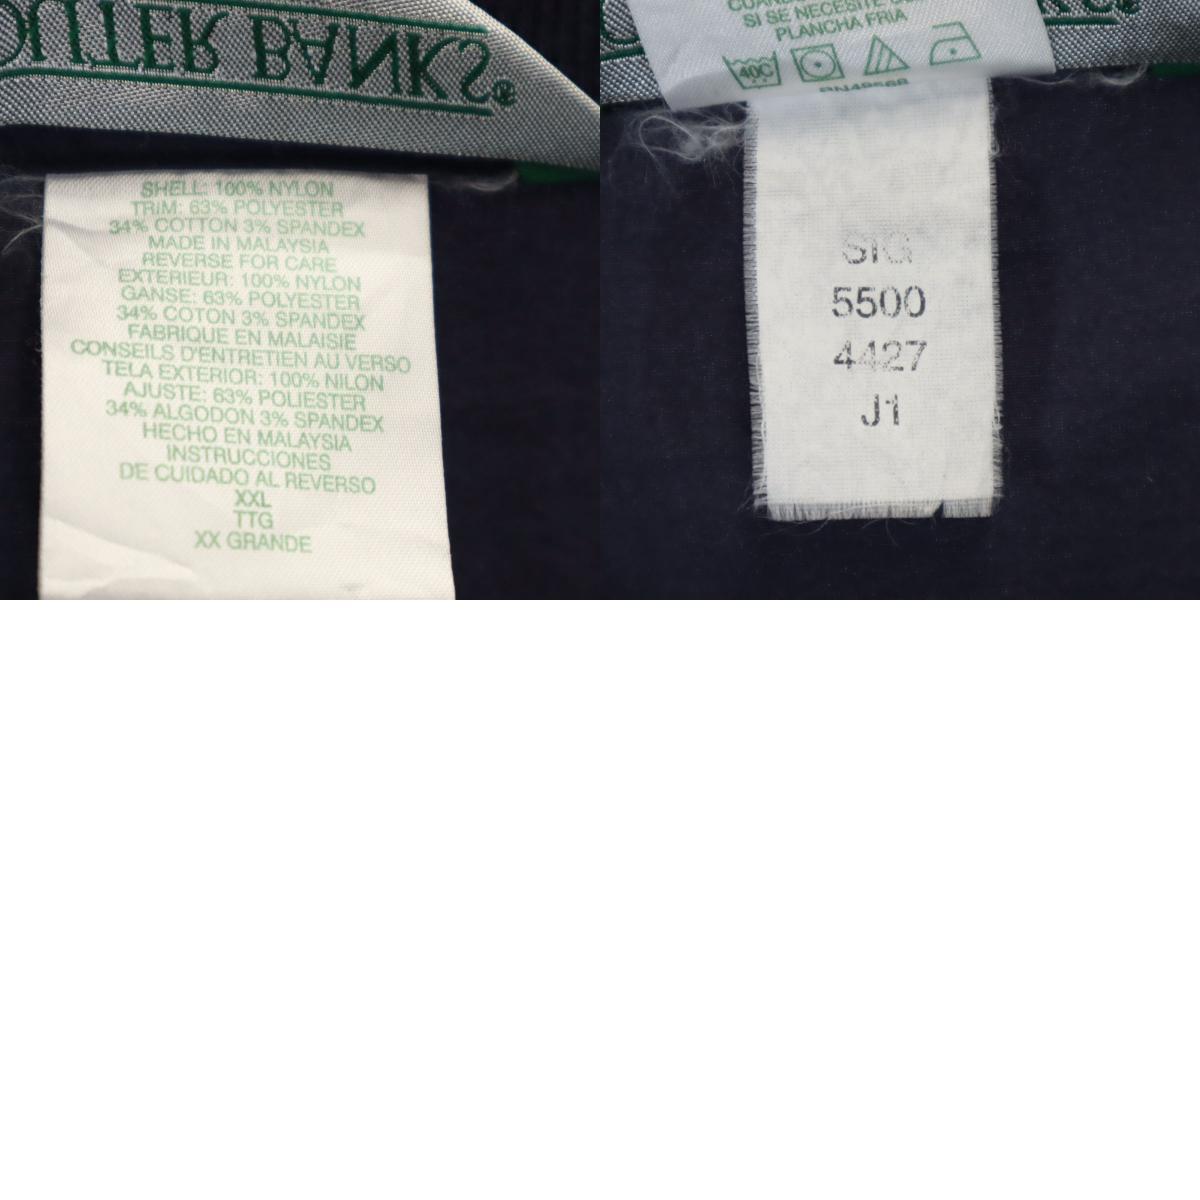 OUTER BANKS®
SHELL: 100% NYLON
TRIM: 63% POLYESTER
34% COTTON 3% SPANDEX
MADE IN MALAYSIA
REVERSE FOR CARE
EXTERIEUR: 100% NYLON
GANSE: 63% POLYESTER
34% COTON 3% SPANDEX
FABRIQUE EN MALAISIE
CONSEILS D'ENTRETIEN AU VERSO
TELA EXTERIOR: 100% NILON
AJUSTE: 63% POLIESTER
34% ALGODON 3% SPANDEX
HECHO EN MALAYSIA
INSTRUCCIONES
DE CUIDADO AL REVERSO
XXL
TTG
XX GRANDE
SI SE NECESITE
PLANCHA FRIA
40C
SIG
5500
4427
J1